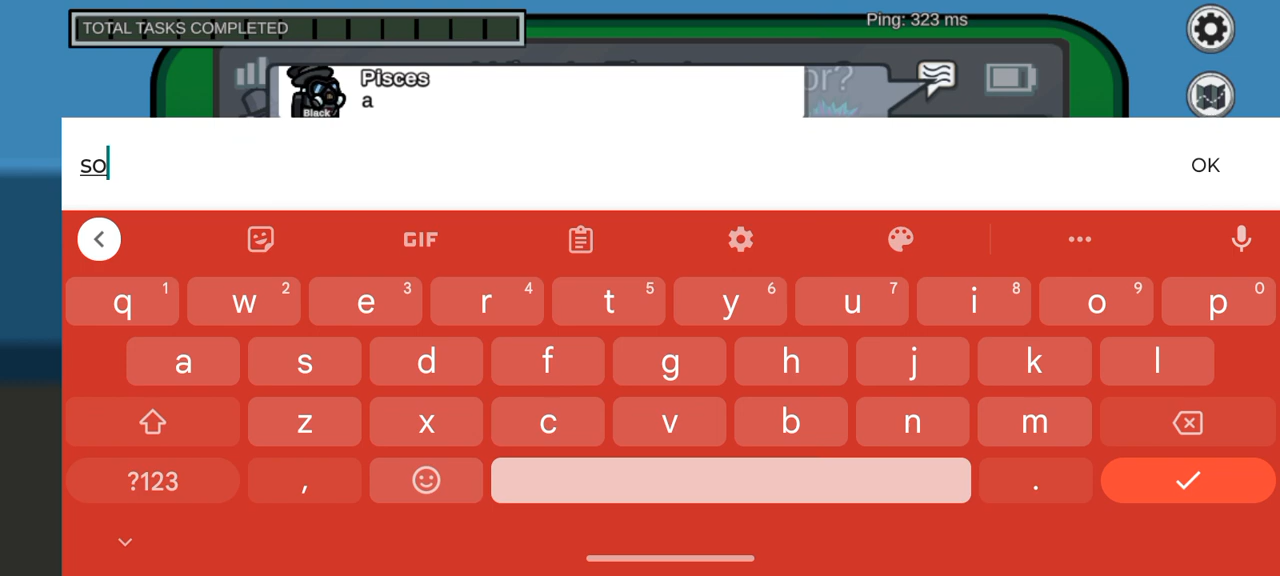 TOTAL TASKS COMPLETED
Ping: 323 ms
or?
Pisces
a
Black
so
OK
GIF
q 1 w 2 e 3 r 4 t 5 y 6 u 7 i 8 o 9 p 0
a s d f g h j k l
z x c v b n m
?123 , .